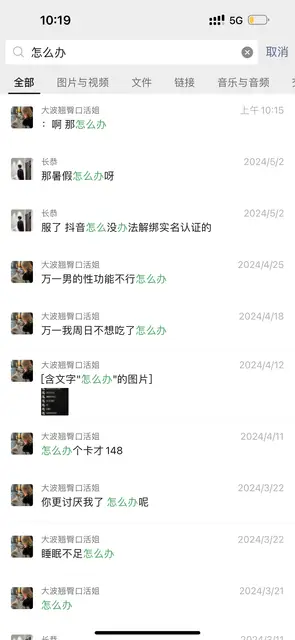 10:19
5G
怎么办
取消
全部
图片与视频
文件
链接
音乐与音频
大波翘臀口活姐
上午10:15
：啊 那怎么办
长恭
2024/5/2
那暑假怎么办呀
长恭
2024/5/2
服了 抖音怎么没办法解绑实名认证的
大波翘臀口活姐
2024/4/25
万一男的性功能不行怎么办
大波翘臀口活姐
2024/4/18
万一我周日不想吃了怎么办
大波翘臀口活姐
2024/4/12
[含文字"怎么办"的图片]
大波翘臀口活姐
2024/4/11
怎么办个卡才148
大波翘臀口活姐
2024/3/22
你更讨厌我了 怎么办呢
大波翘臀口活姐
2024/3/22
睡眠不足怎么办
大波翘臀口活姐
2024/3/21
怎么办
大波翘臀口活姐